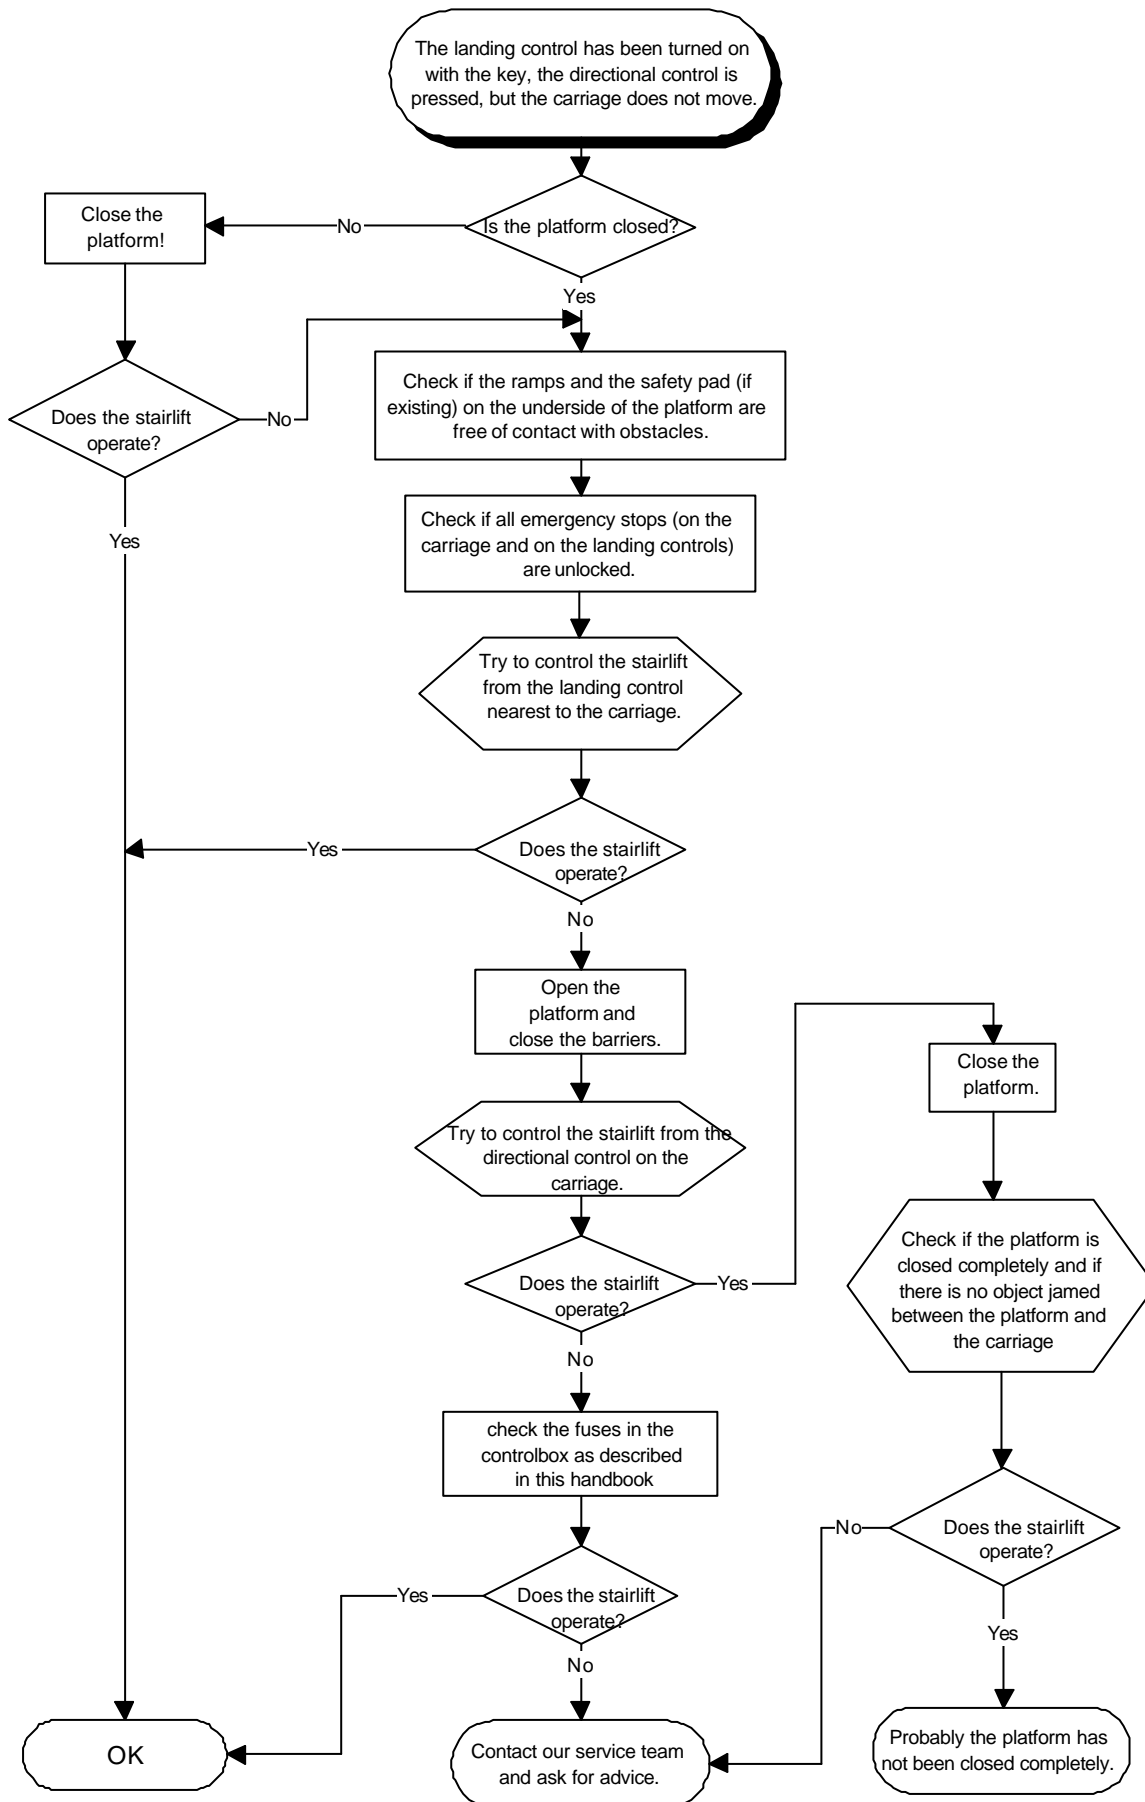 The landing control has been turned on
with the key, the directional control is
pressed, but the carriage does not move.
Close the
platform!
No
Is the platform closed?
Yes
Check if the ramps and the safety pad (if
existing) on the underside of the platform are
free of contact with obstacles.
Does the stairlift
operate?
No
Yes
Check if all emergency stops (on the
carriage and on the landing controls)
are unlocked.
Try to control the stairlift
from the landing control
nearest to the carriage.
Yes
Does the stairlift
operate?
No
Open the
platform and
close the barriers.
Close the
platform.
Try to control the stairlift from the
directional control on the
carriage.
Check if the platform is
closed completely and if
there is no object jamed
between the platform and
the carriage
Does the stairlift
operate?
Yes
No
check the fuses in the
controlbox as described
in this handbook
No
Does the stairlift
operate?
Yes
Does the stairlift
operate?
Yes
No
OK
Contact our service team
and ask for advice.
Probably the platform has
not been closed completely.